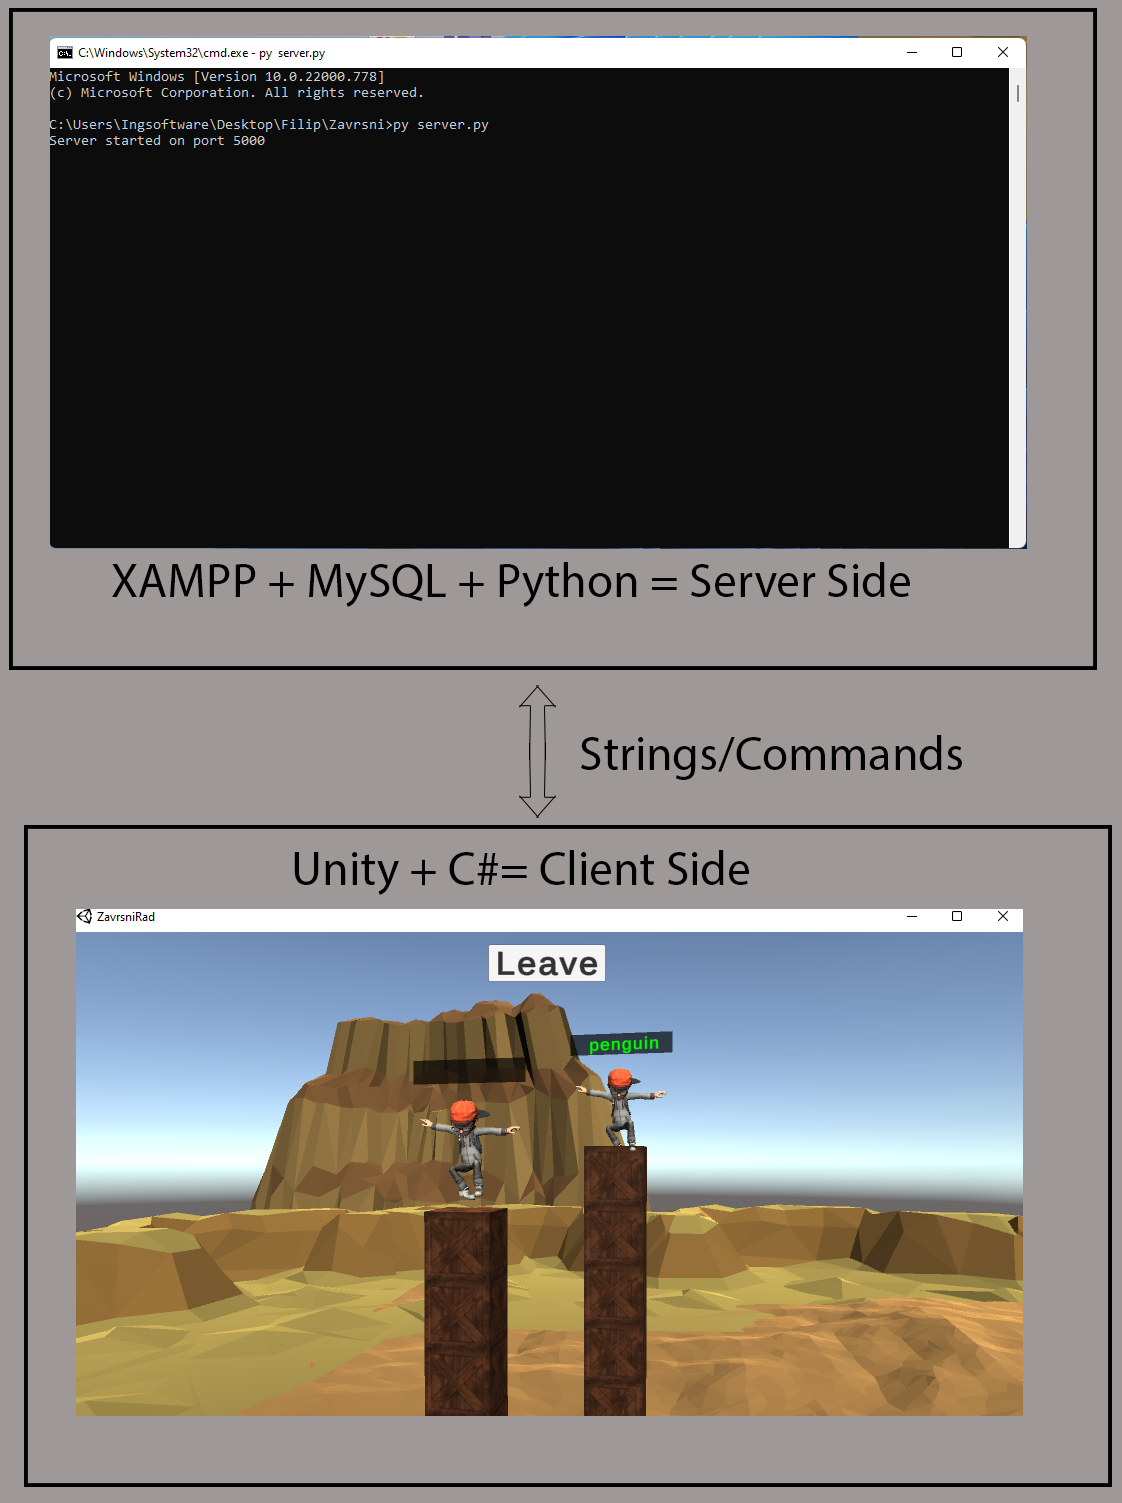 C:\Windows\System32\cmd.exe - py  server.py
Microsoft Windows [Version 10.0.22000.778]
(c) Microsoft Corporation. All rights reserved.
C:\Users\Ingsoftware\Desktop\Filip\Zavrsni>py server.py
Server started on port 5000
XAMPP + MySQL + Python = Server Side
Strings/Commands
Unity + C#= Client Side
ZavrsniRad
Leave
penguin